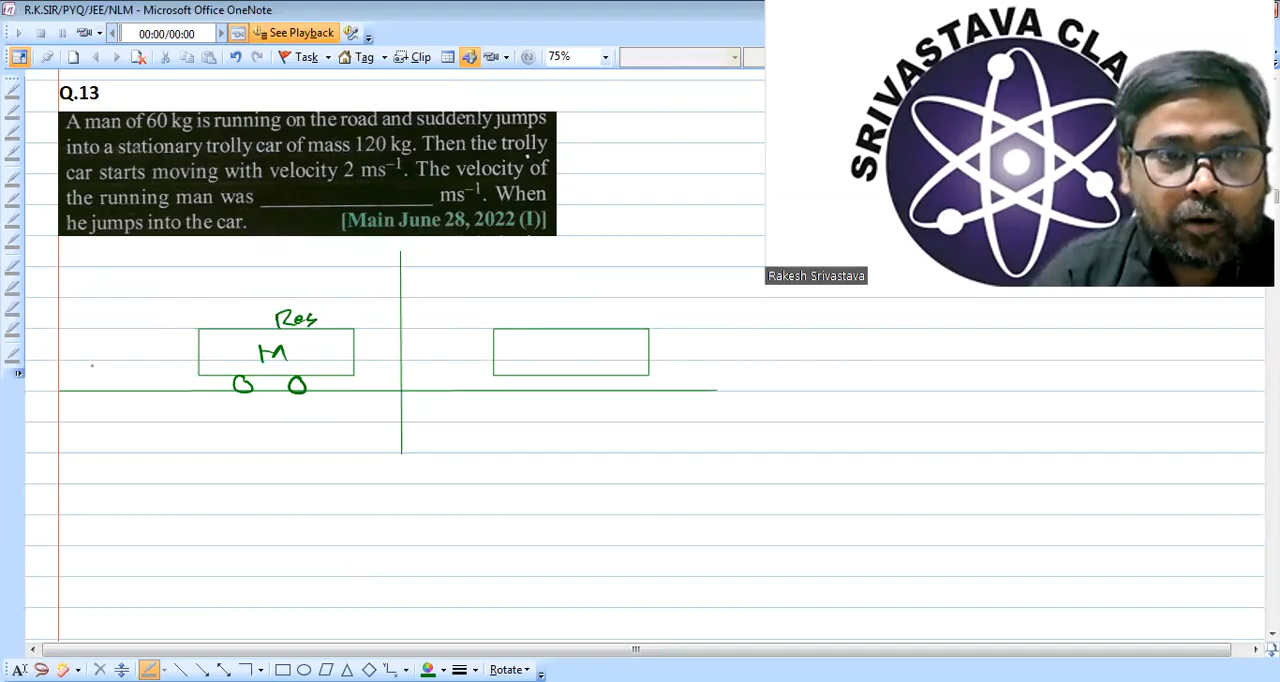 R.K.SIR/PYQ/JEE/NLM - Microsoft Office OneNote
00:00/00:00 See Playback
Task Tag Clip 75%
SRIVASTAVA CLA
Q.13
A man of 60 kg is running on the road and suddenly jumps
into a stationary trolly car of mass 120 kg. Then the trolly
car starts moving with velocity 2 ms⁻¹. The velocity of
the running man was ________ ms⁻¹. When
he jumps into the car. [Main June 28, 2022 (I)]
Rakesh Srivastava
Res
M
Rotate